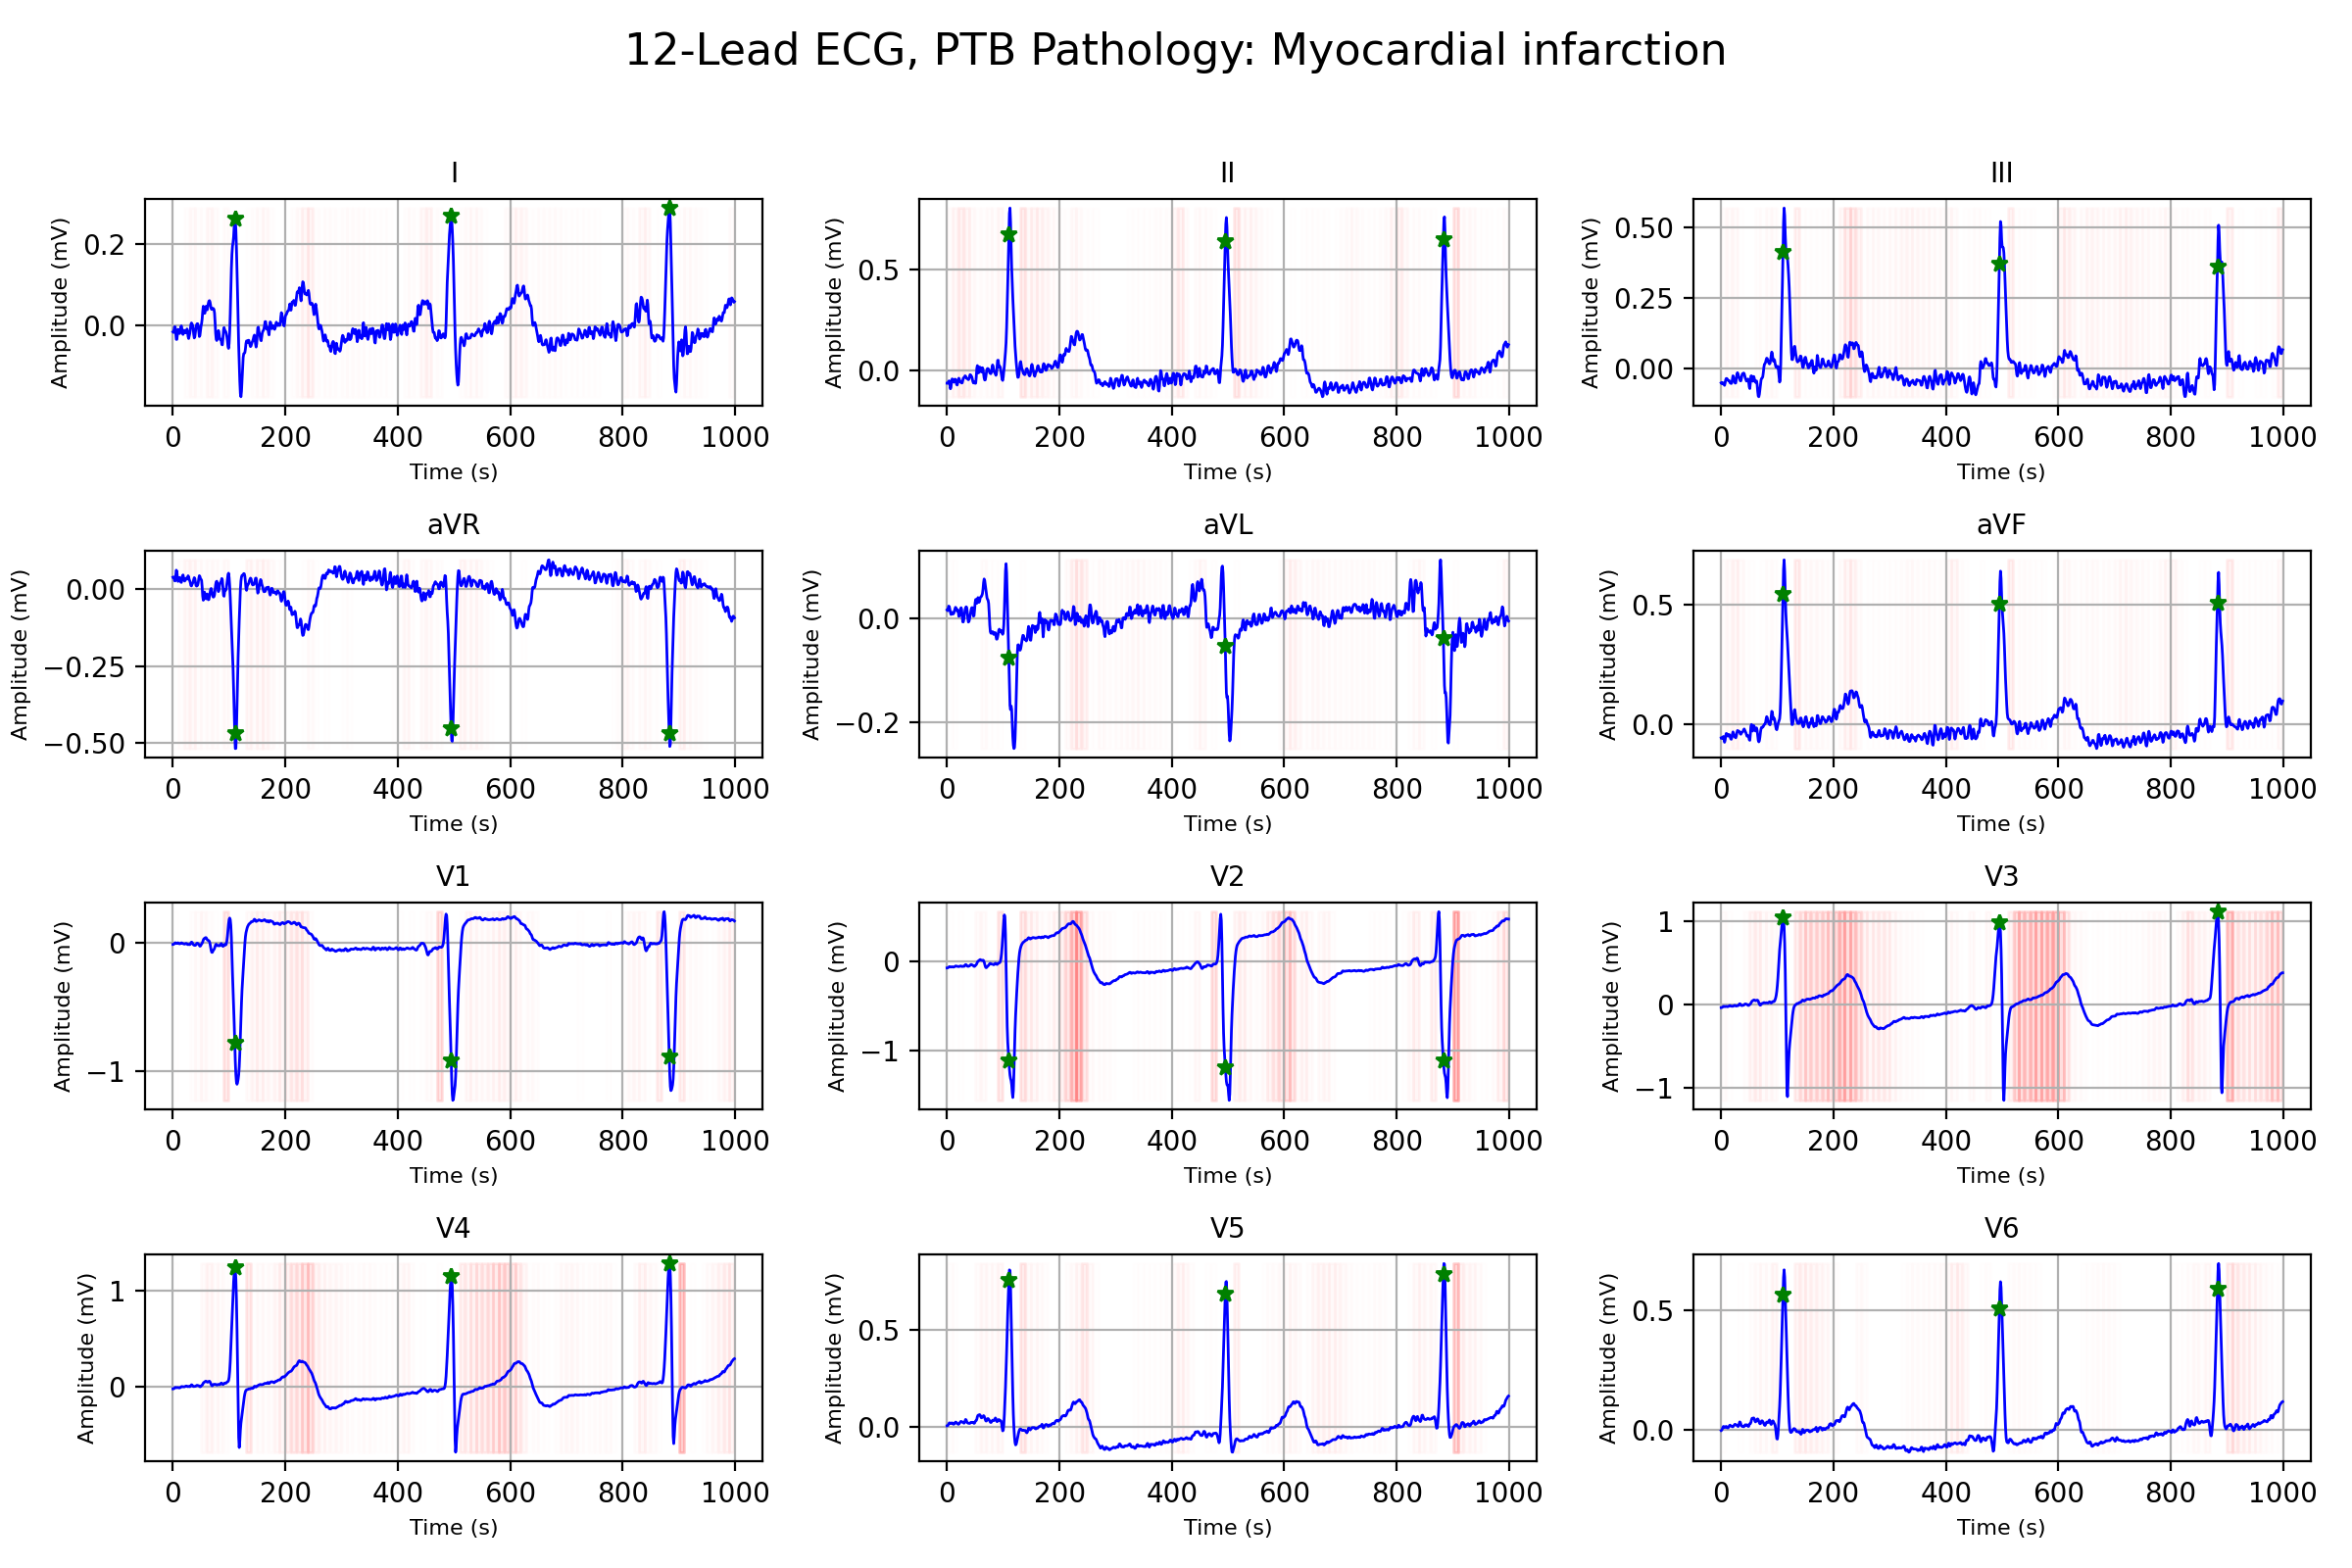 12-Lead ECG, PTB Pathology: Myocardial infarction
I
Amplitude (mV)
0.2
0.0
0 200 400 600 800 1000
Time (s)
II
Amplitude (mV)
0.5
0.0
0 200 400 600 800 1000
Time (s)
III
Amplitude (mV)
0.50
0.25
0.00
0 200 400 600 800 1000
Time (s)
aVR
Amplitude (mV)
0.00
−0.25
−0.50
0 200 400 600 800 1000
Time (s)
aVL
Amplitude (mV)
0.0
−0.2
0 200 400 600 800 1000
Time (s)
aVF
Amplitude (mV)
0.5
0.0
0 200 400 600 800 1000
Time (s)
V1
Amplitude (mV)
0
−1
0 200 400 600 800 1000
Time (s)
V2
Amplitude (mV)
0
−1
0 200 400 600 800 1000
Time (s)
V3
Amplitude (mV)
1
0
−1
0 200 400 600 800 1000
Time (s)
V4
Amplitude (mV)
1
0
0 200 400 600 800 1000
Time (s)
V5
Amplitude (mV)
0.5
0.0
0 200 400 600 800 1000
Time (s)
V6
Amplitude (mV)
0.5
0.0
0 200 400 600 800 1000
Time (s)